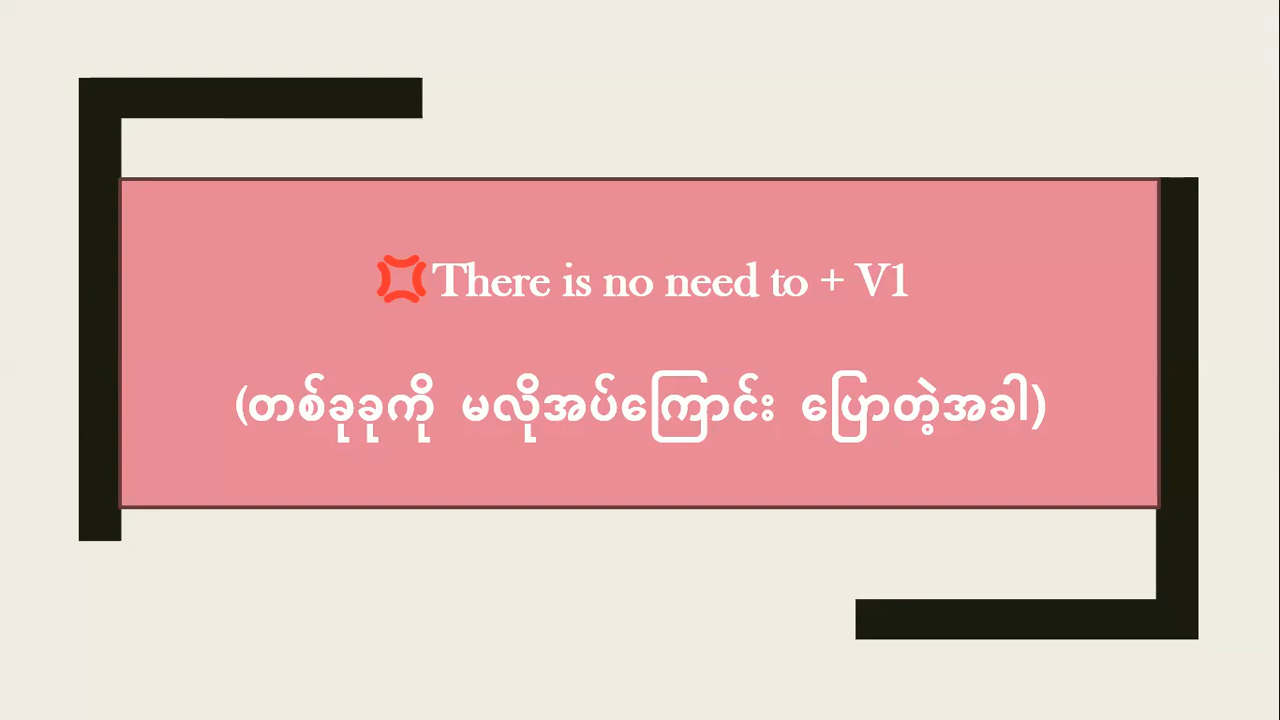 💢There is no need to + V1
(တစ်ခုခုကို မလိုအပ်ကြောင်း ပြောတဲ့အခါ)